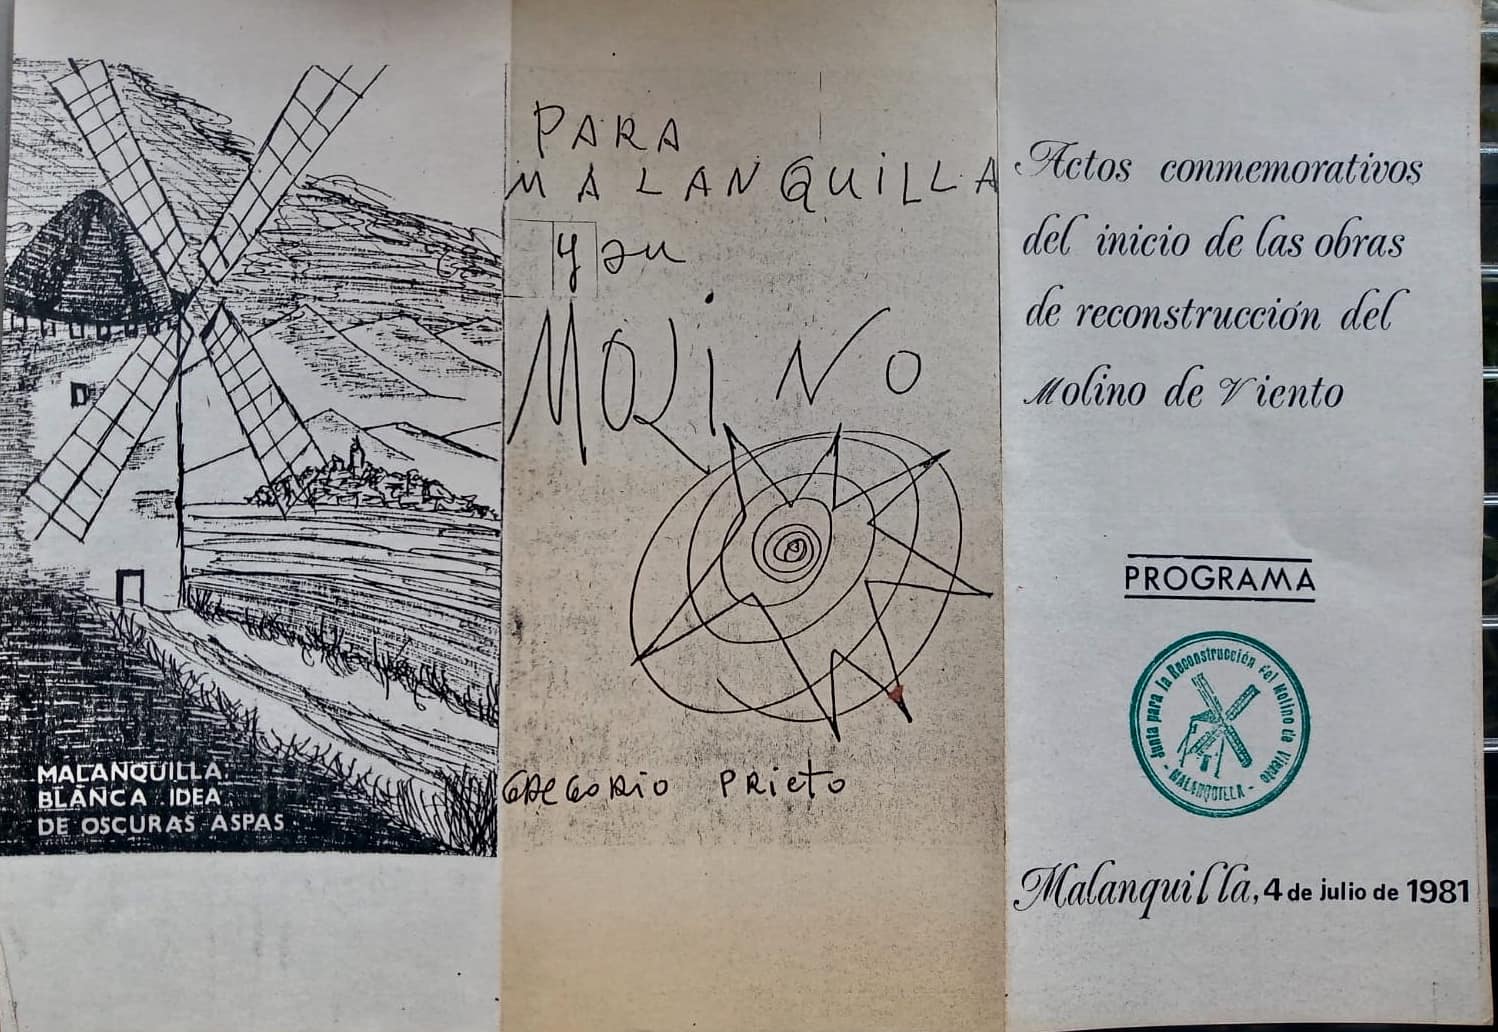 MALANQUILLA.
BLANCA IDEA
DE OSCURAS ASPAS
PARA
MALANQUILLA
y su
MOLINO
GREGORIO PRIETO
Actos conmemorativos
del inicio de las obras
de reconstrucción del
Molino de Viento
PROGRAMA
Junta para la Reconstrucción Fel Molino de Viento
- MALANQUILLA -
Malanquilla, 4 de julio de 1981